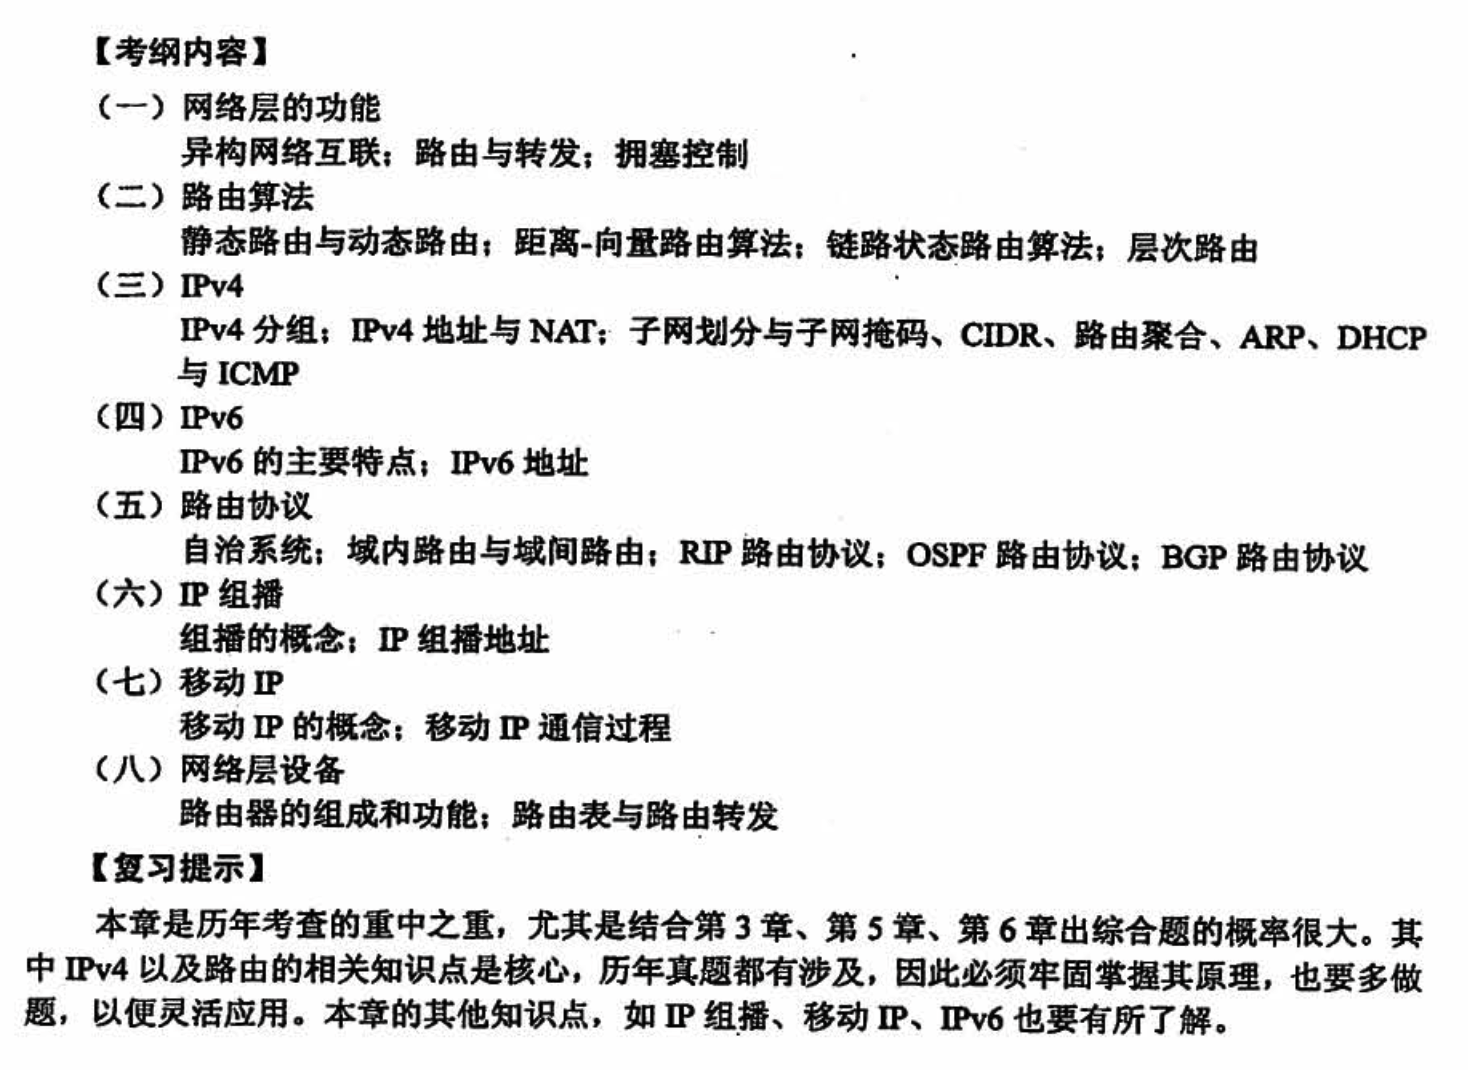 【考纲内容】
（一）网络层的功能
异构网络互联；路由与转发；拥塞控制
（二）路由算法
静态路由与动态路由；距离-向量路由算法；链路状态路由算法；层次路由
（三）IPv4
IPv4 分组；IPv4 地址与 NAT；子网划分与子网掩码、CIDR、路由聚合、ARP、DHCP
与 ICMP
（四）IPv6
IPv6 的主要特点；IPv6 地址
（五）路由协议
自治系统；域内路由与域间路由；RIP 路由协议；OSPF 路由协议；BGP 路由协议
（六）IP 组播
组播的概念；IP 组播地址
（七）移动 IP
移动 IP 的概念；移动 IP 通信过程
（八）网络层设备
路由器的组成和功能；路由表与路由转发
【复习提示】
本章是历年考查的重中之重，尤其是结合第 3 章、第 5 章、第 6 章出综合题的概率很大。其
中 IPv4 以及路由的相关知识点是核心，历年真题都有涉及，因此必须牢固掌握其原理，也要多做
题，以便灵活应用。本章的其他知识点，如 IP 组播、移动 IP、IPv6 也要有所了解。